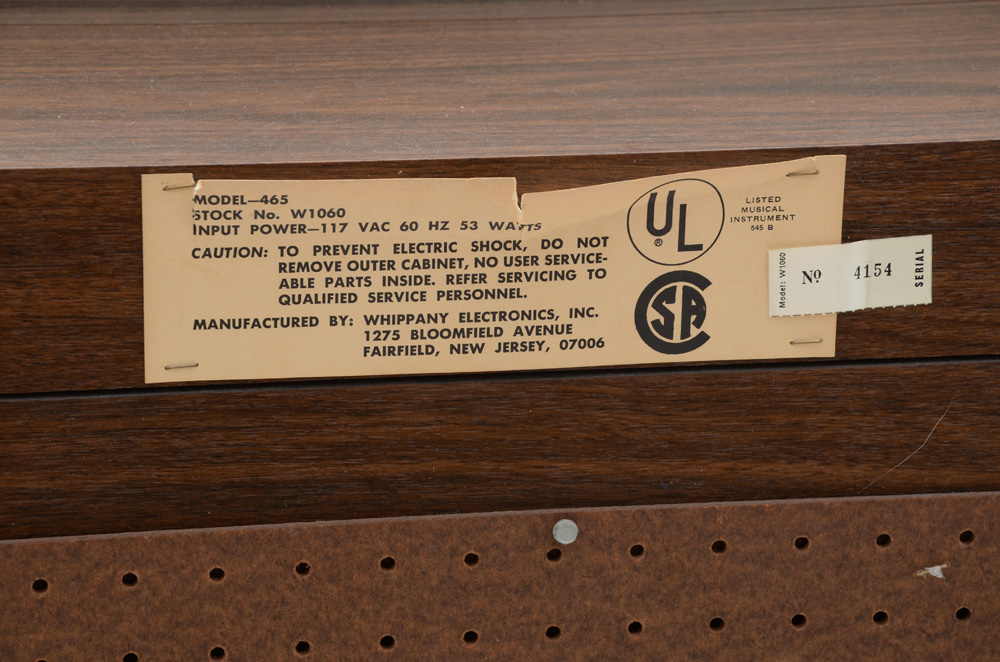 MODEL—465
STOCK No. W1060
INPUT POWER—117 VAC 60 HZ 53 WATTS
CAUTION: TO PREVENT ELECTRIC SHOCK, DO NOT
REMOVE OUTER CABINET, NO USER SERVICE-
ABLE PARTS INSIDE. REFER SERVICING TO
QUALIFIED SERVICE PERSONNEL.
MANUFACTURED BY: WHIPPANY ELECTRONICS, INC.
1275 BLOOMFIELD AVENUE
FAIRFIELD, NEW JERSEY, 07006
UL
®
LISTED
MUSICAL
INSTRUMENT
545 B
CSA
Model: W1060
No 4154
SERIAL